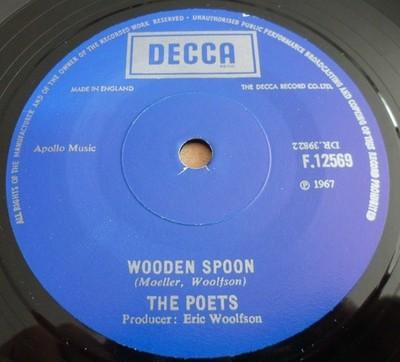 ALL RIGHTS OF THE MANUFACTURER AND OF THE OWNER OF THE RECORDED WORK RESERVED · UNAUTHORISED PUBLIC PERFORMANCE BROADCASTING AND COPYING OF THIS RECORD PROHIBITED
DECCA
MADE IN ENGLAND
THE DECCA RECORD CO. LTD.
Apollo Music
DR.39822
F.12569
℗ 1967
WOODEN SPOON
(Moeller, Woolfson)
THE POETS
Producer: Eric Woolfson